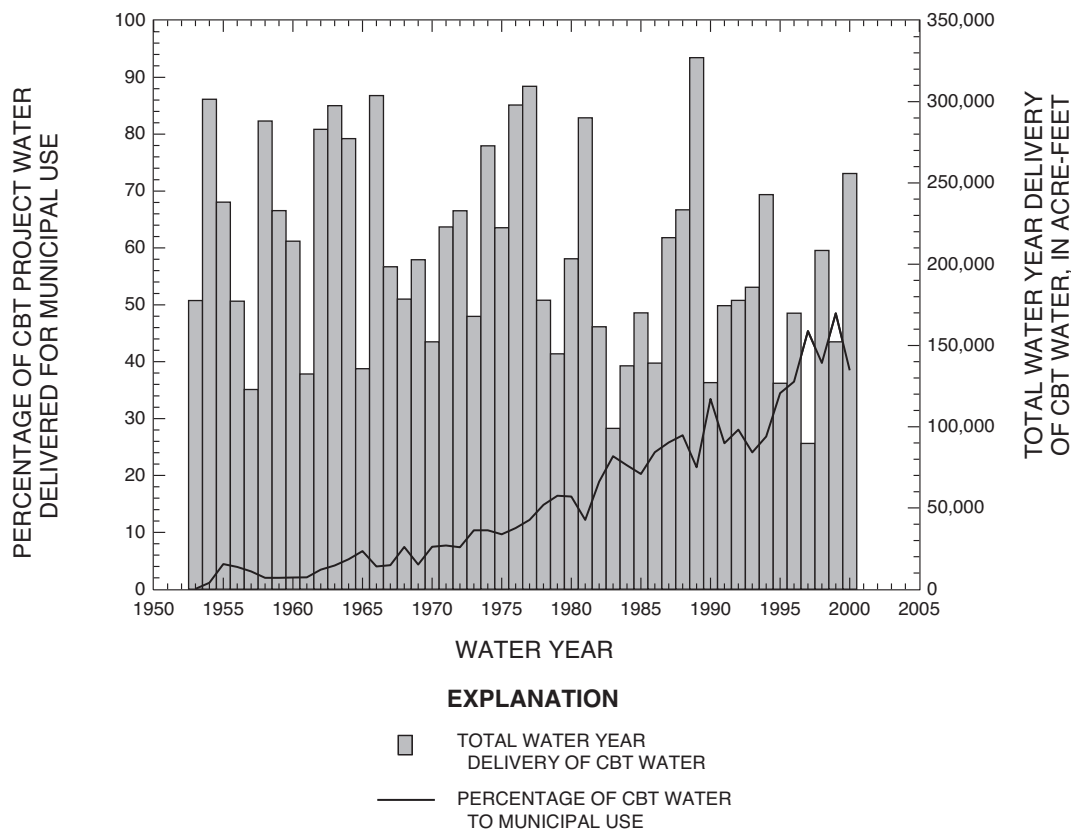 PERCENTAGE OF CBT PROJECT WATER
DELIVERED FOR MUNICIPAL USE
100
90
80
70
60
50
40
30
20
10
0
350,000
300,000
250,000
200,000
150,000
100,000
50,000
0
TOTAL WATER YEAR DELIVERY
OF CBT WATER, IN ACRE-FEET
1950 1955 1960 1965 1970 1975 1980 1985 1990 1995 2000 2005
WATER YEAR
EXPLANATION
TOTAL WATER YEAR
DELIVERY OF CBT WATER
PERCENTAGE OF CBT WATER
TO MUNICIPAL USE